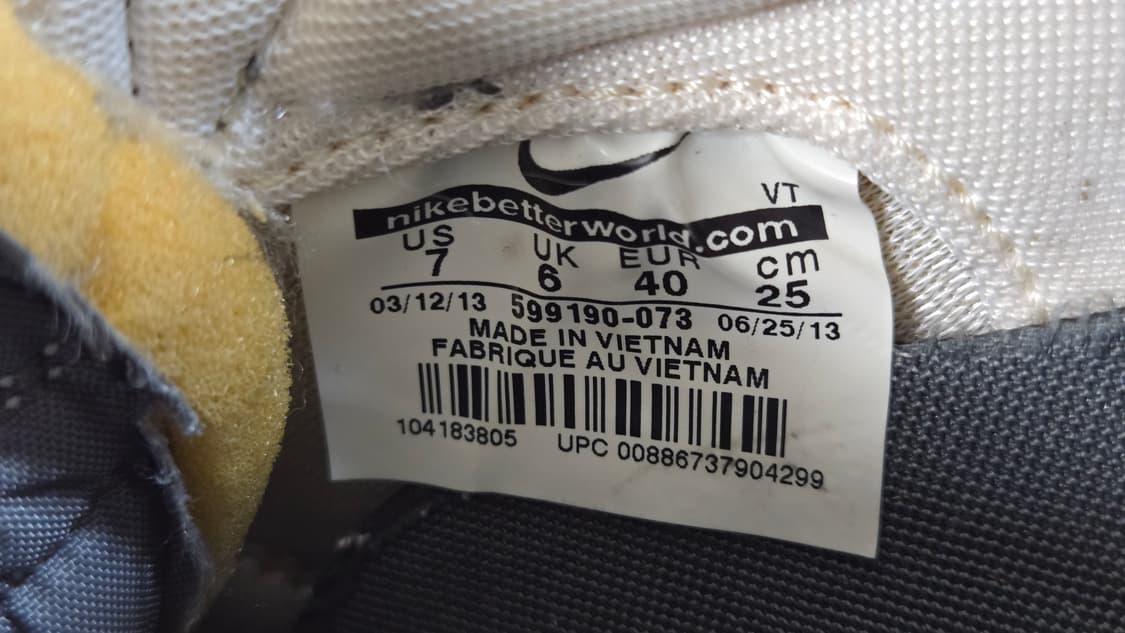 VT
nikebetterworld.com
US UK EUR cm
7 6 40 25
03/12/13 599190-073 06/25/13
MADE IN VIETNAM
FABRIQUE AU VIETNAM
104183805 UPC 00886737904299